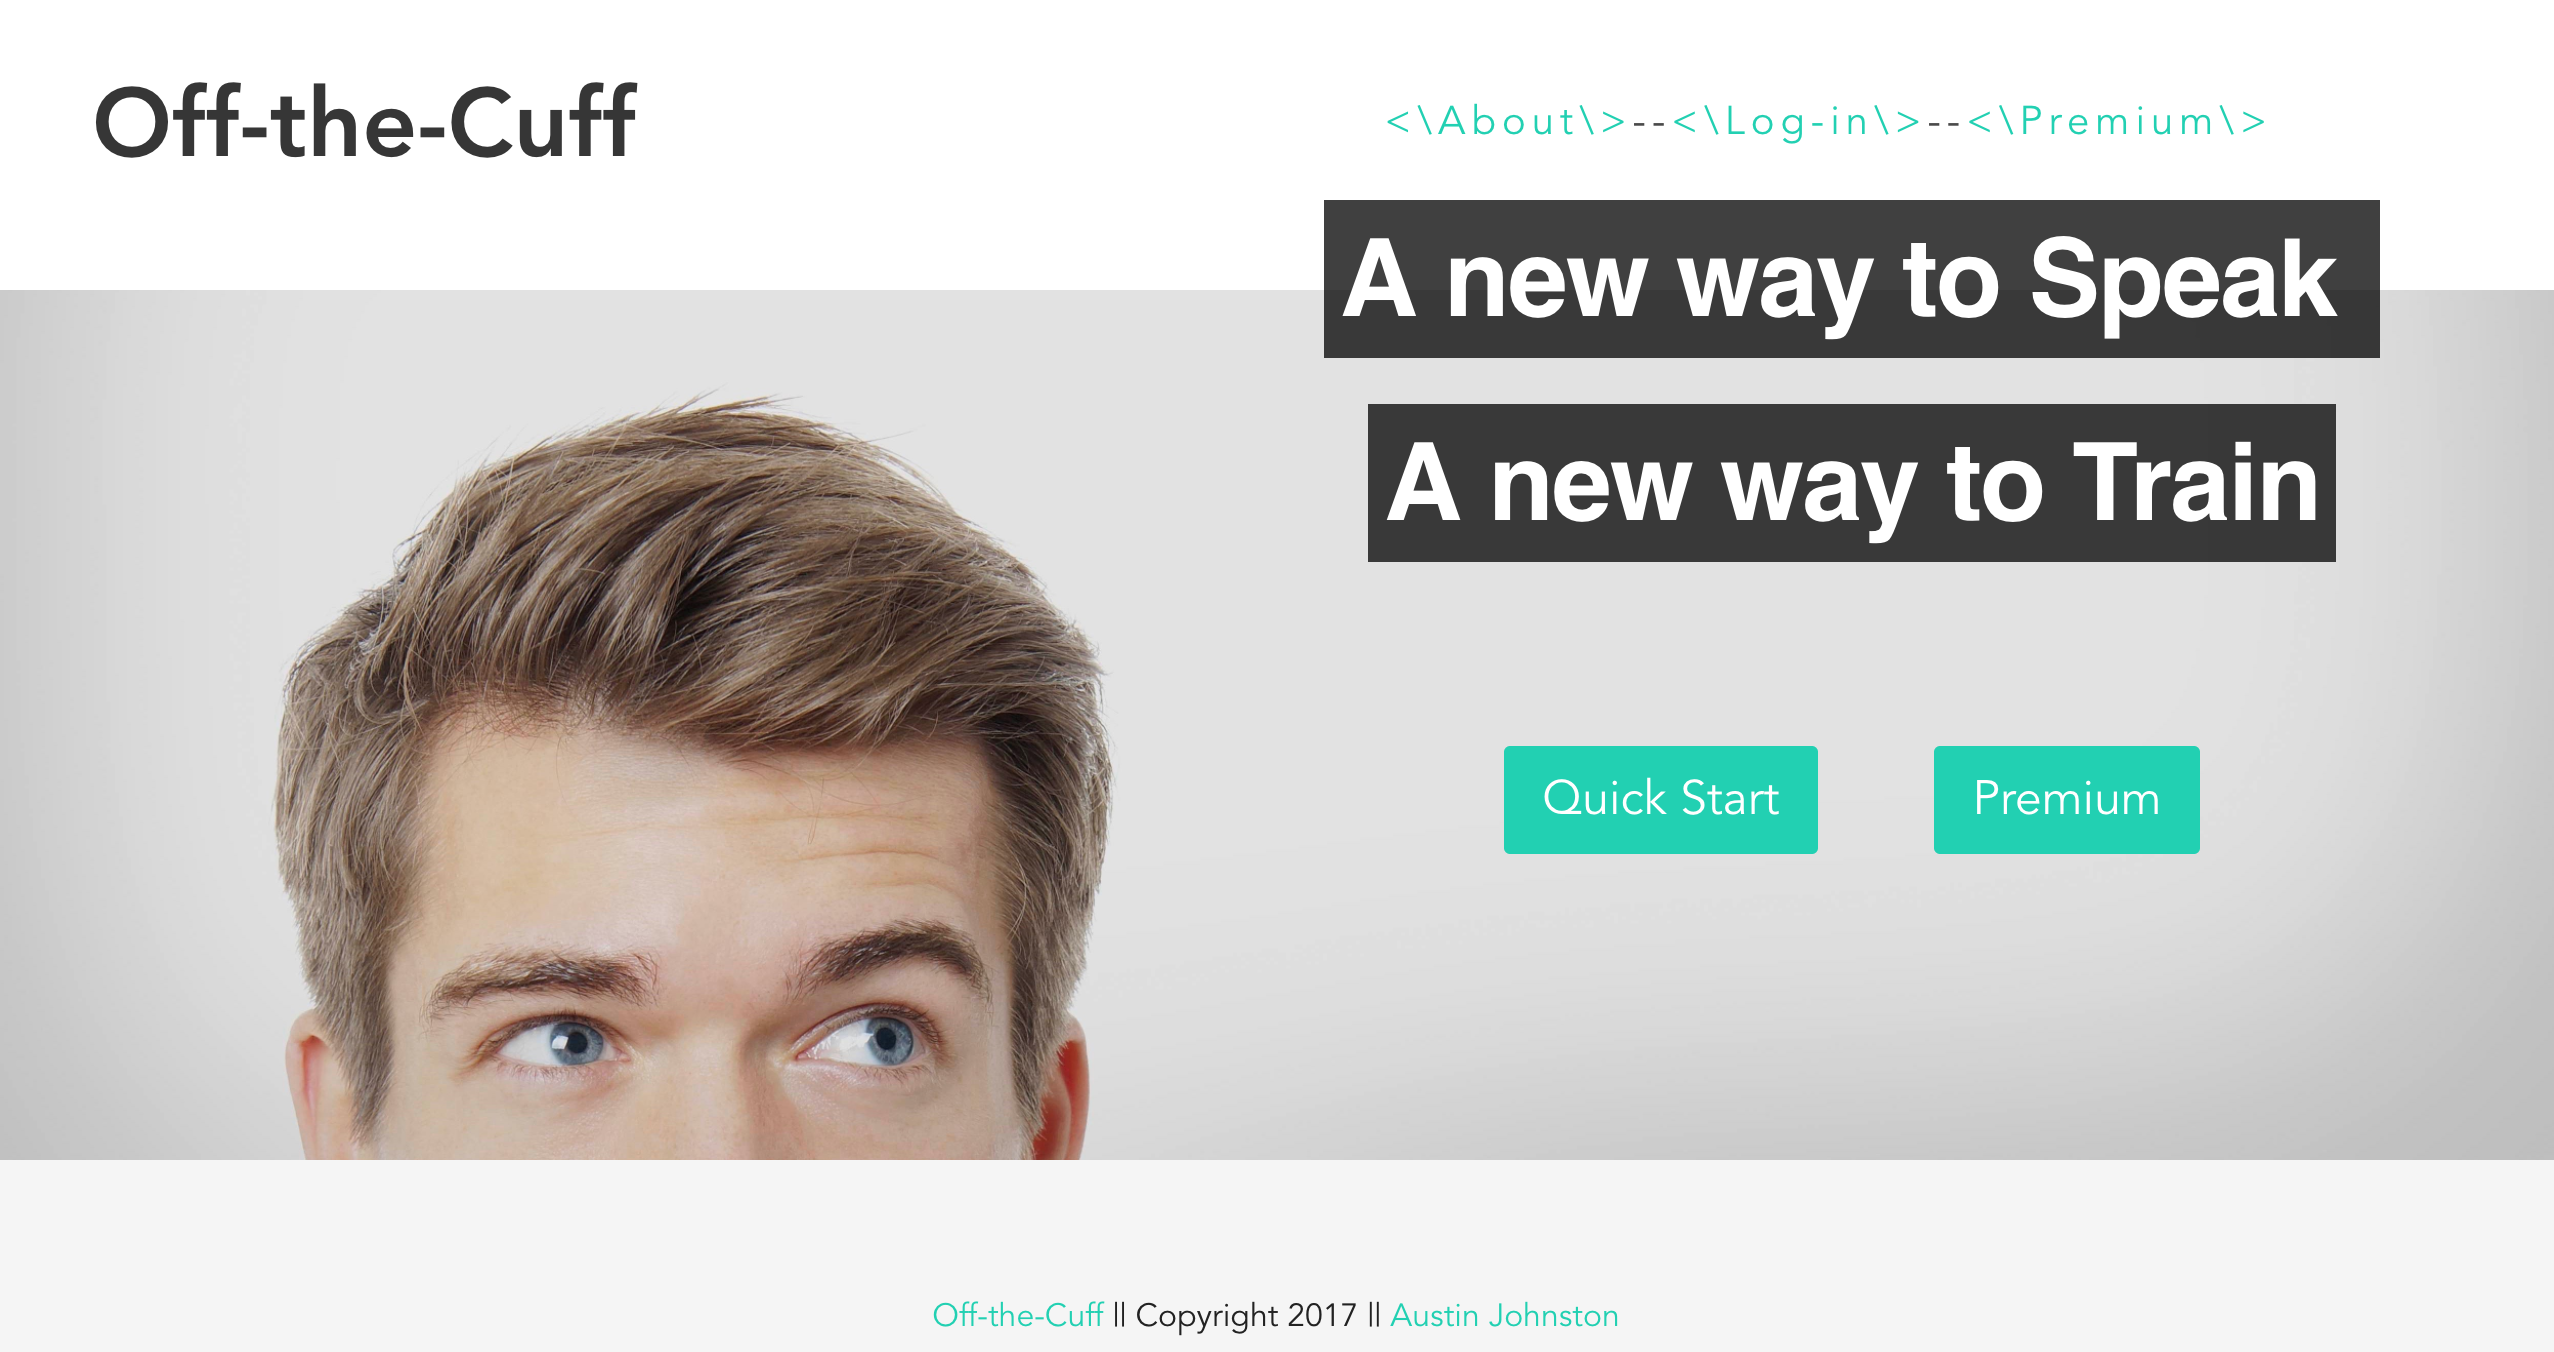 Off-the-Cuff
<\About\>--<\Log-in\>--<\Premium\>
A new way to Speak
A new way to Train
Quick Start
Premium
Off-the-Cuff || Copyright 2017 || Austin Johnston